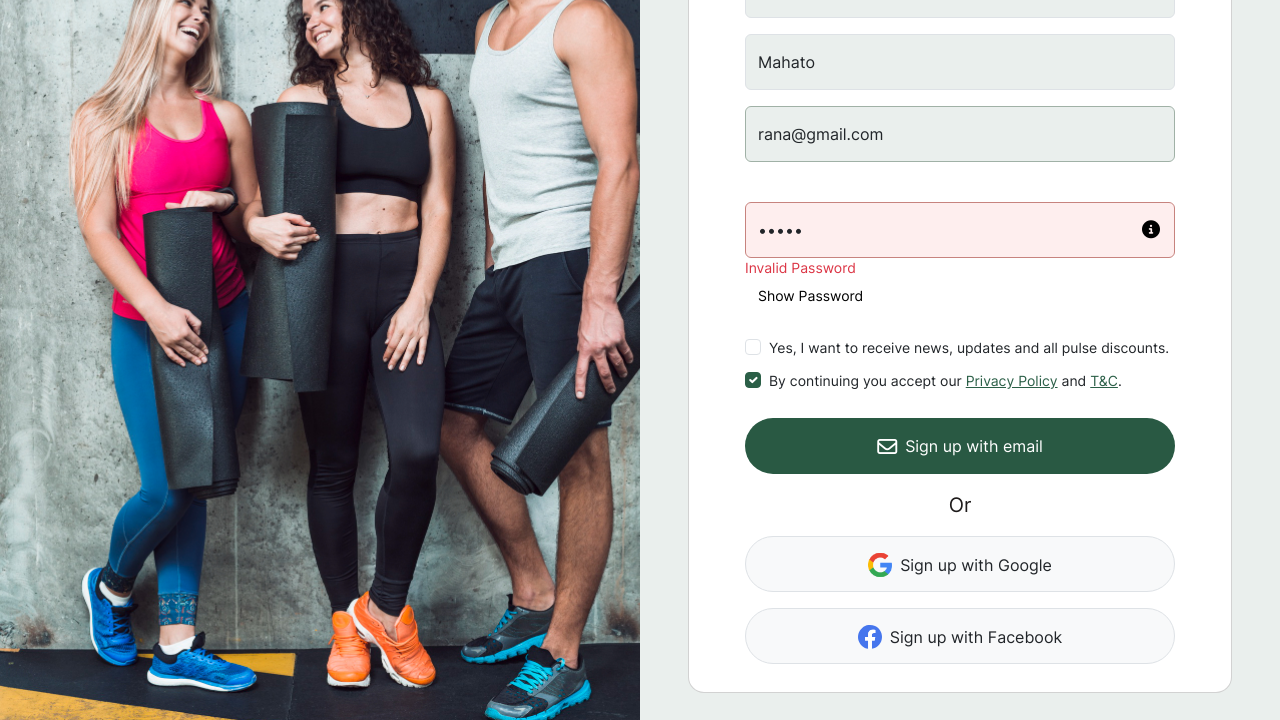 Mahato
rana@gmail.com
•••••
Invalid Password
Show Password
Yes, I want to receive news, updates and all pulse discounts.
By continuing you accept our Privacy Policy and T&C.
Sign up with email
Or
Sign up with Google
Sign up with Facebook